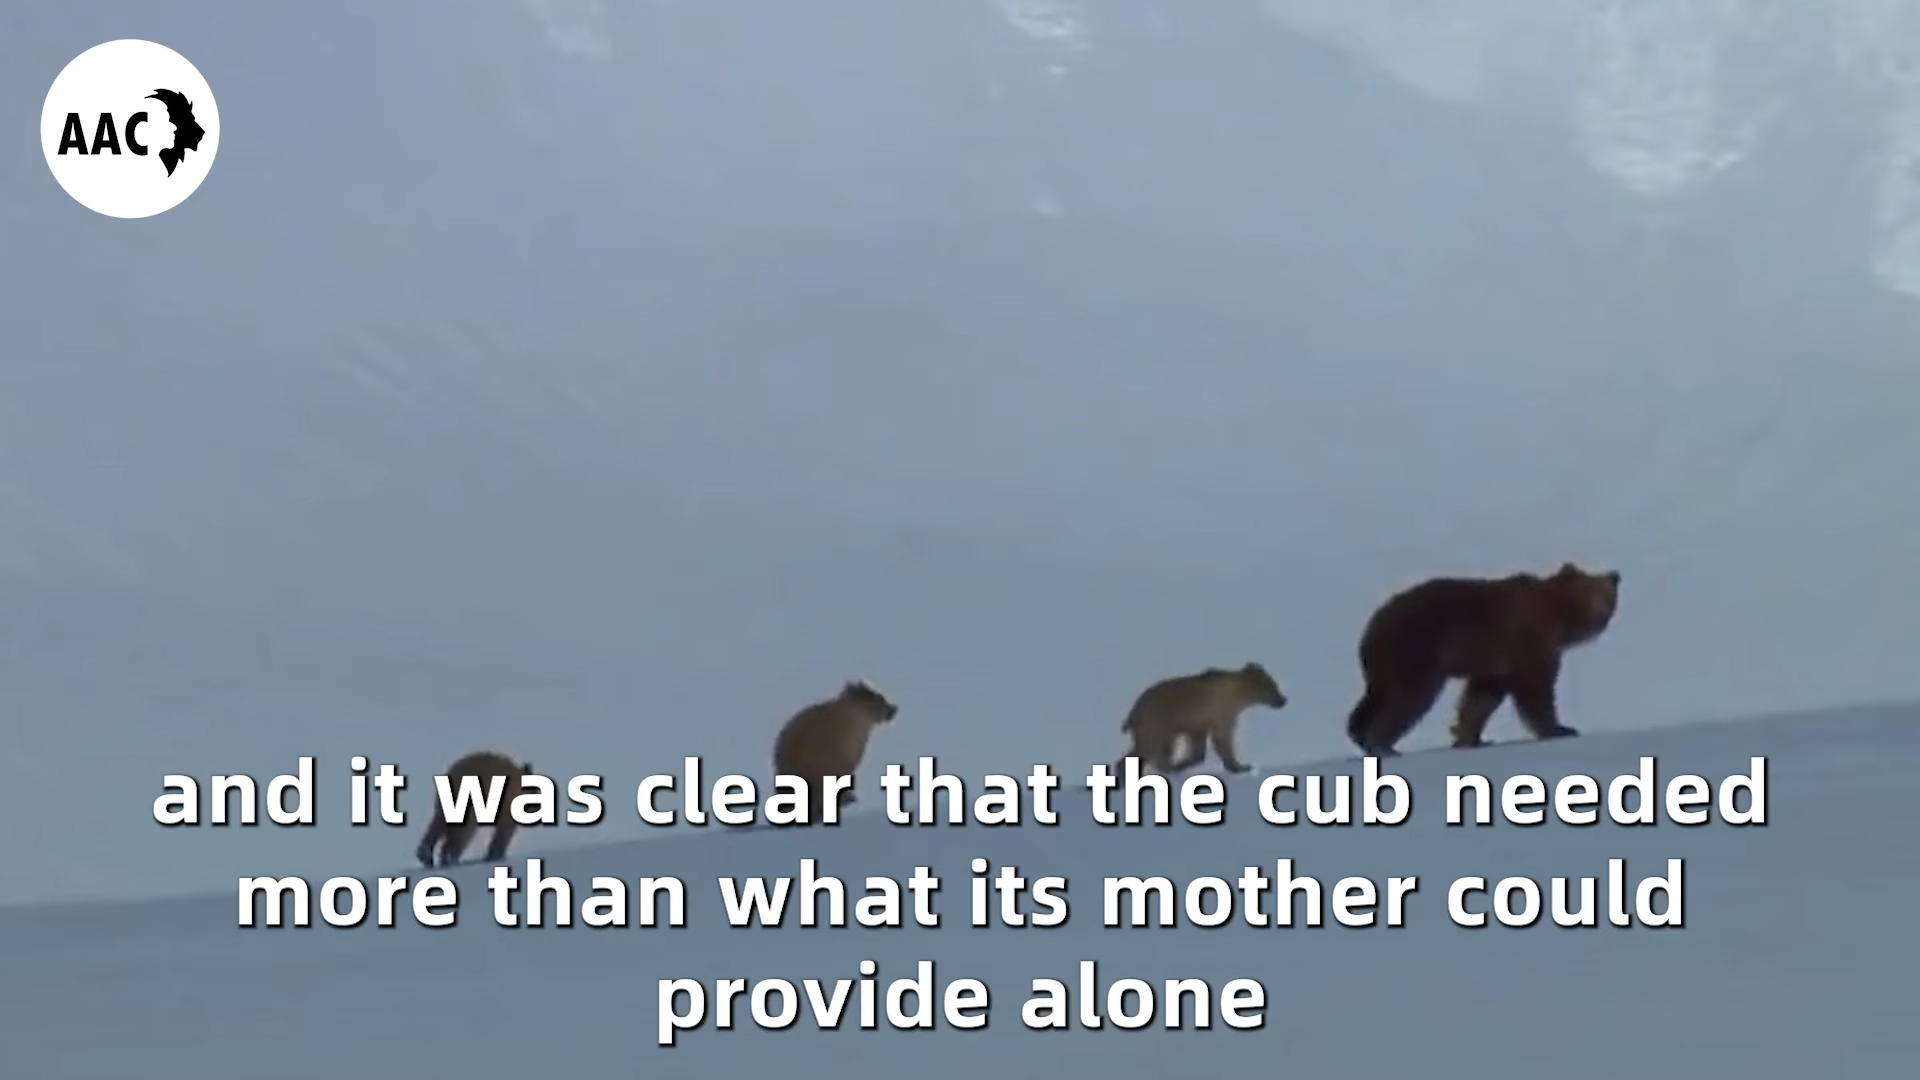 AAC
and it was clear that the cub needed
more than what its mother could
provide alone